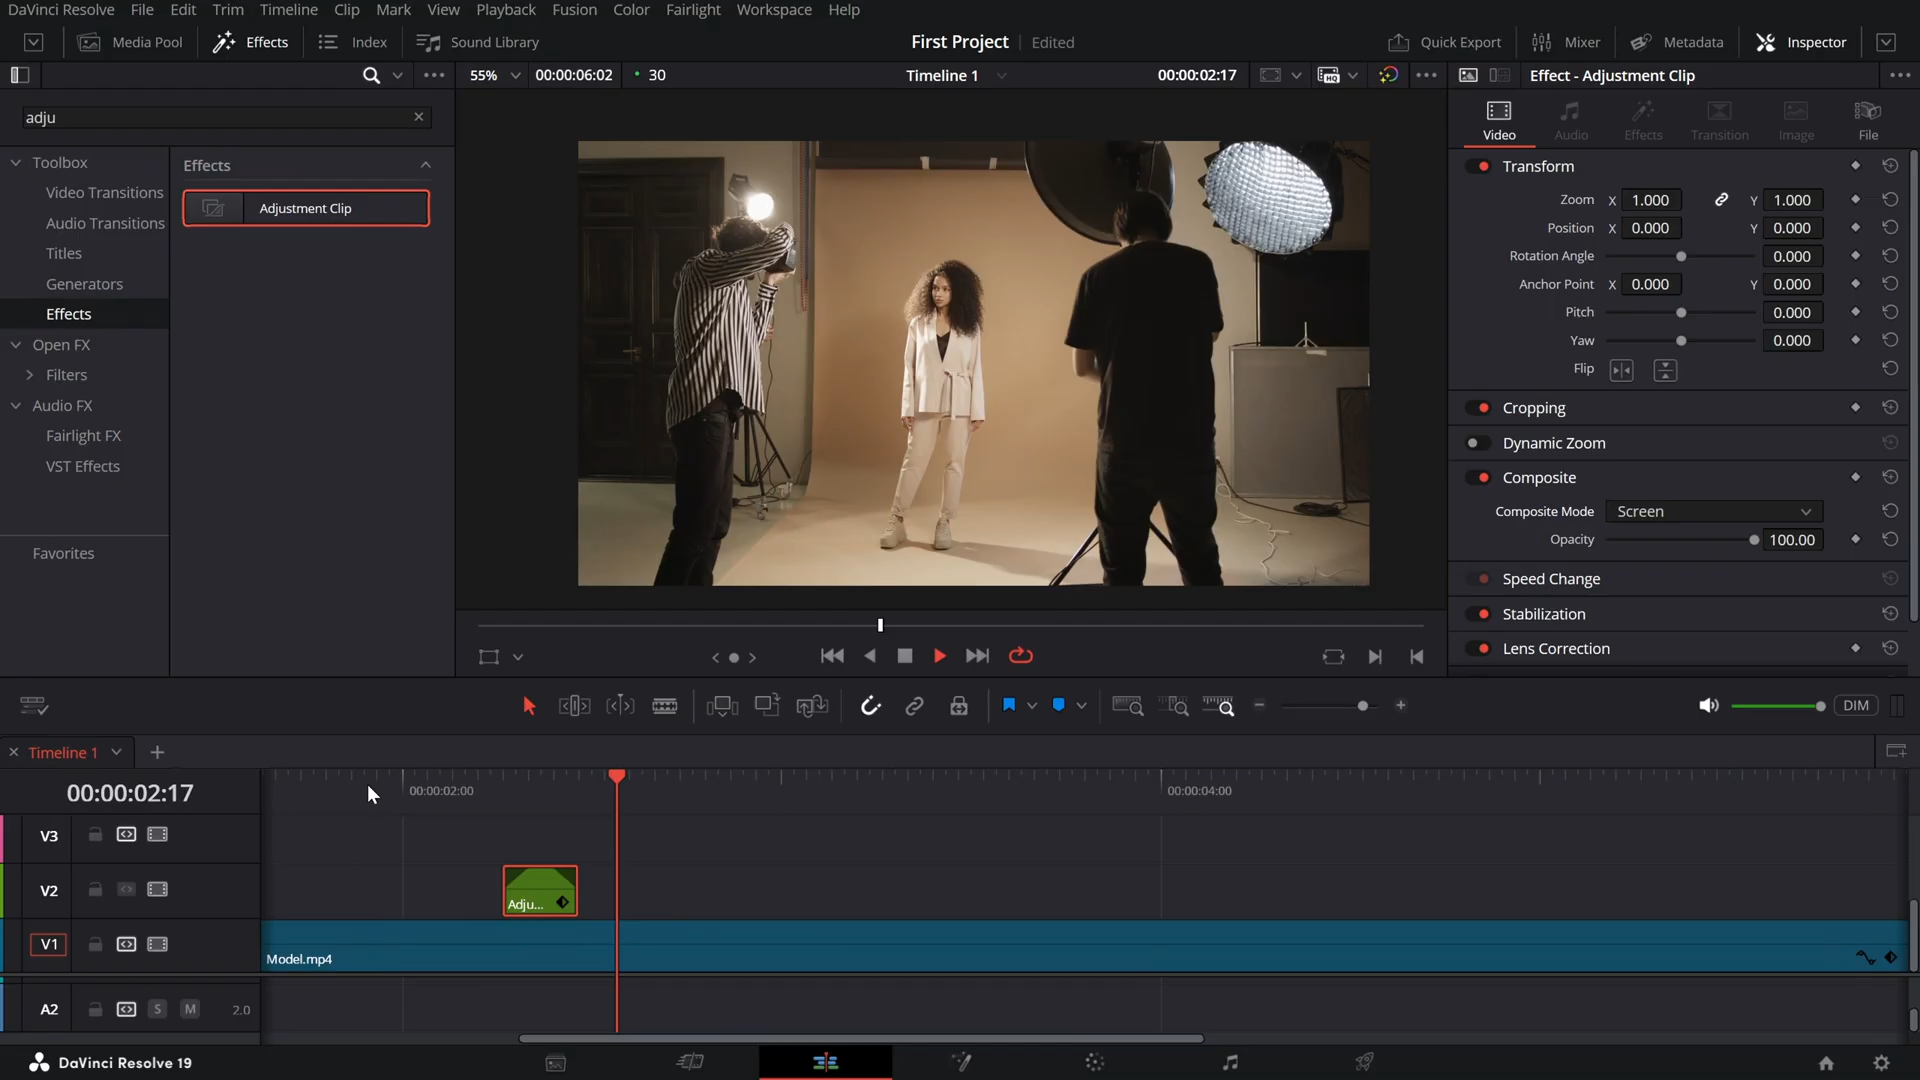 DaVinci Resolve File Edit Trim Timeline Clip Mark View Playback Fusion Color Fairlight Workspace Help
Media Pool Effects Index Sound Library First Project Edited Quick Export Mixer Metadata Inspector
55% 00:00:06:02 30 Timeline 1 00:00:02:17 HQ Effect - Adjustment Clip
adju
Video Audio Effects Transition Image File
Toolbox
Video Transitions
Audio Transitions
Titles
Generators
Effects
Open FX
Filters
Audio FX
Fairlight FX
VST Effects
Favorites
Effects
Adjustment Clip
Transform
Zoom X 1.000 Y 1.000
Position X 0.000 Y 0.000
Rotation Angle 0.000
Anchor Point X 0.000 Y 0.000
Pitch 0.000
Yaw 0.000
Flip
Cropping
Dynamic Zoom
Composite
Composite Mode Screen
Opacity 100.00
Speed Change
Stabilization
Lens Correction
DIM
Timeline 1
00:00:02:17 00:00:02:00 00:00:04:00
V3
V2 Adju...
V1 Model.mp4
A2 S M 2.0
DaVinci Resolve 19